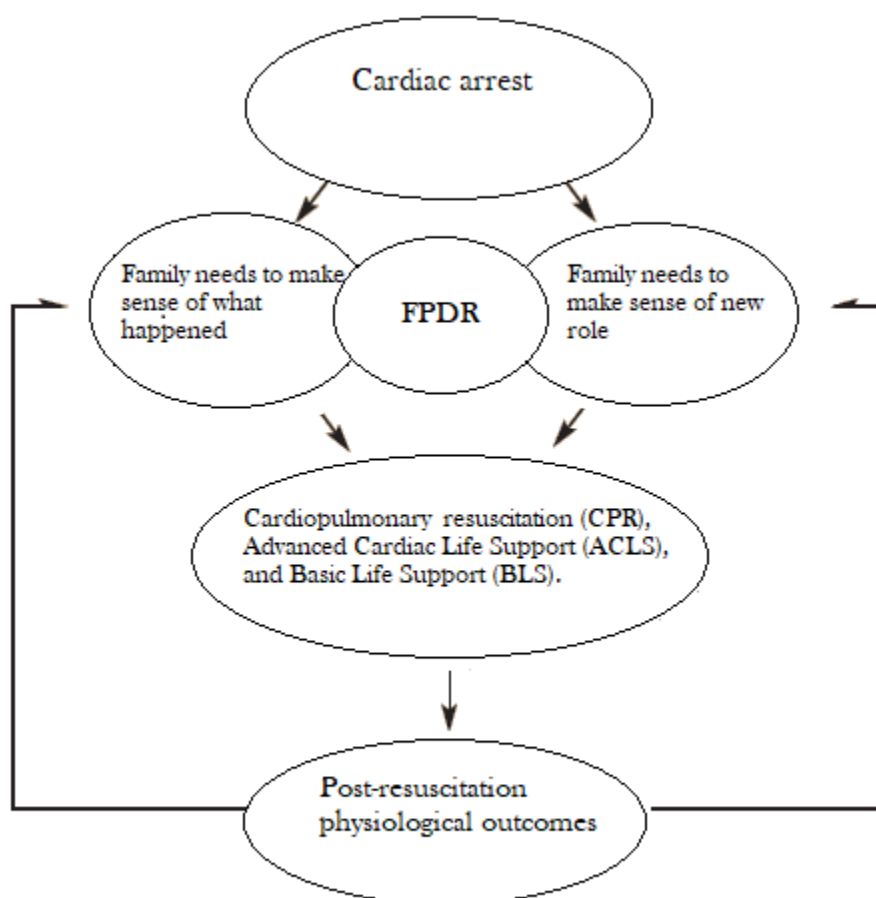 Cardiac arrest
Family needs to make
sense of what
happened
FPDR
Family needs to
make sense of new
role
Cardiopulmonary resuscitation (CPR),
Advanced Cardiac Life Support (ACLS),
and Basic Life Support (BLS).
Post-resuscitation
physiological outcomes